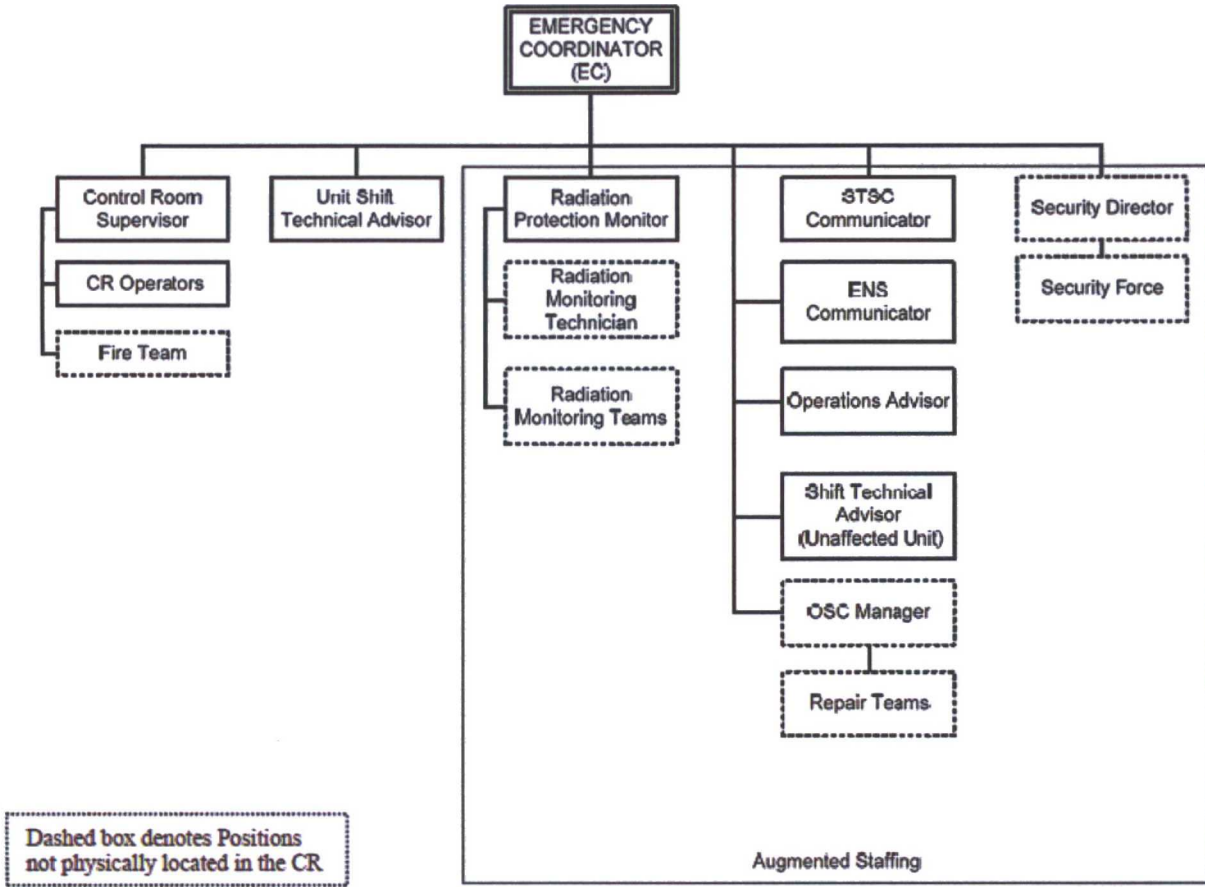 EMERGENCY
COORDINATOR
(EC)
Control Room
Supervisor
CR Operators
Fire Team
Unit Shift
Technical Advisor
Radiation
Protection Monitor
Radiation
Monitoring
Technician
Radiation
Monitoring Teams
STSC
Communicator
ENS
Communicator
Operations Advisor
Shift Technical
Advisor
(Unaffected Unit)
OSC Manager
Repair Teams
Security Director
Security Force
Dashed box denotes Positions
not physically located in the CR
Augmented Staffing